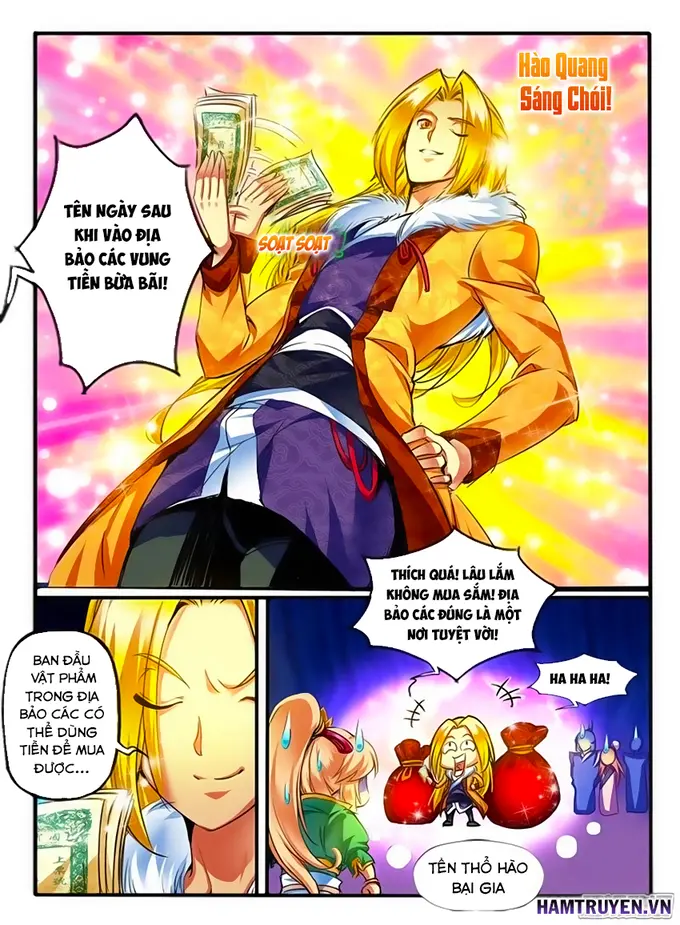 Hào Quang
Sáng Chói!
TÊN NGÀY SAU
KHI VÀO ĐỊA
BẢO CÁC VUNG
TIỀN BỪA BÃI!
SOẠT SOẠT
THÍCH QUÁ! LÂU LẮM
KHÔNG MUA SẮM! ĐỊA
BẢO CÁC ĐÚNG LÀ MỘT
NƠI TUYỆT VỜI!
BAN ĐẦU
VẬT PHẨM
TRONG ĐỊA
BẢO CÁC CÓ
THỂ DÙNG
TIỀN ĐỂ MUA
ĐƯỢC...
HA HA HA!
TÊN THỔ HÀO
BẠI GIA
HAMTRUYEN.VN